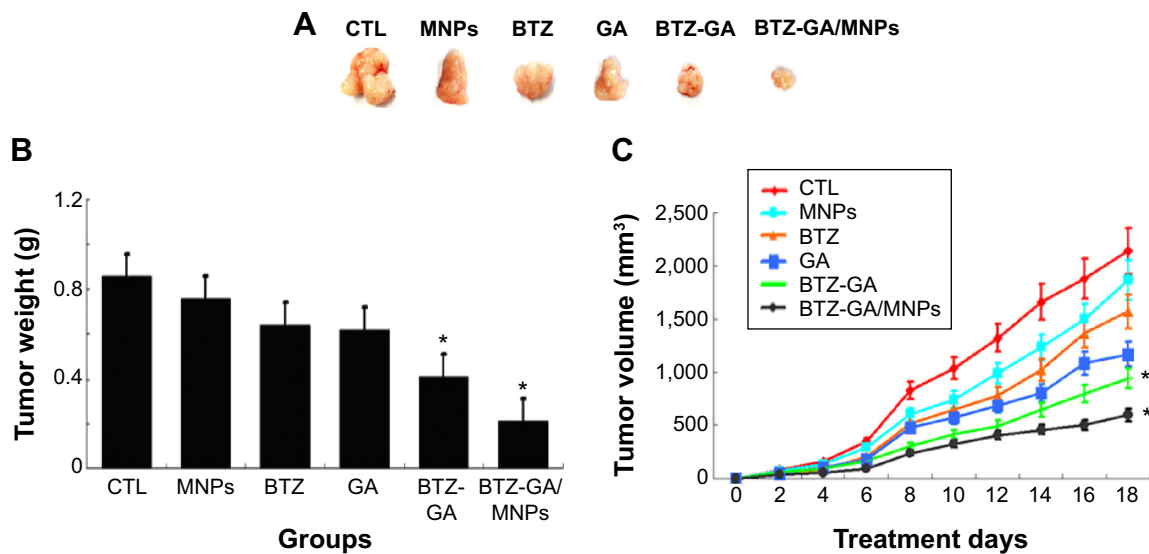 A
CTL MNPs BTZ GA BTZ-GA BTZ-GA/MNPs
B
Tumor weight (g)
1.2
0.8
0.4
0
CTL MNPs BTZ GA BTZ- BTZ-GA/
GA MNPs
* *
Groups
C
CTL
MNPs
BTZ
GA
BTZ-GA
BTZ-GA/MNPs
Tumor volume (mm³)
2,500
2,000
1,500
1,000
500
0
*
*
0 2 4 6 8 10 12 14 16 18
Treatment days